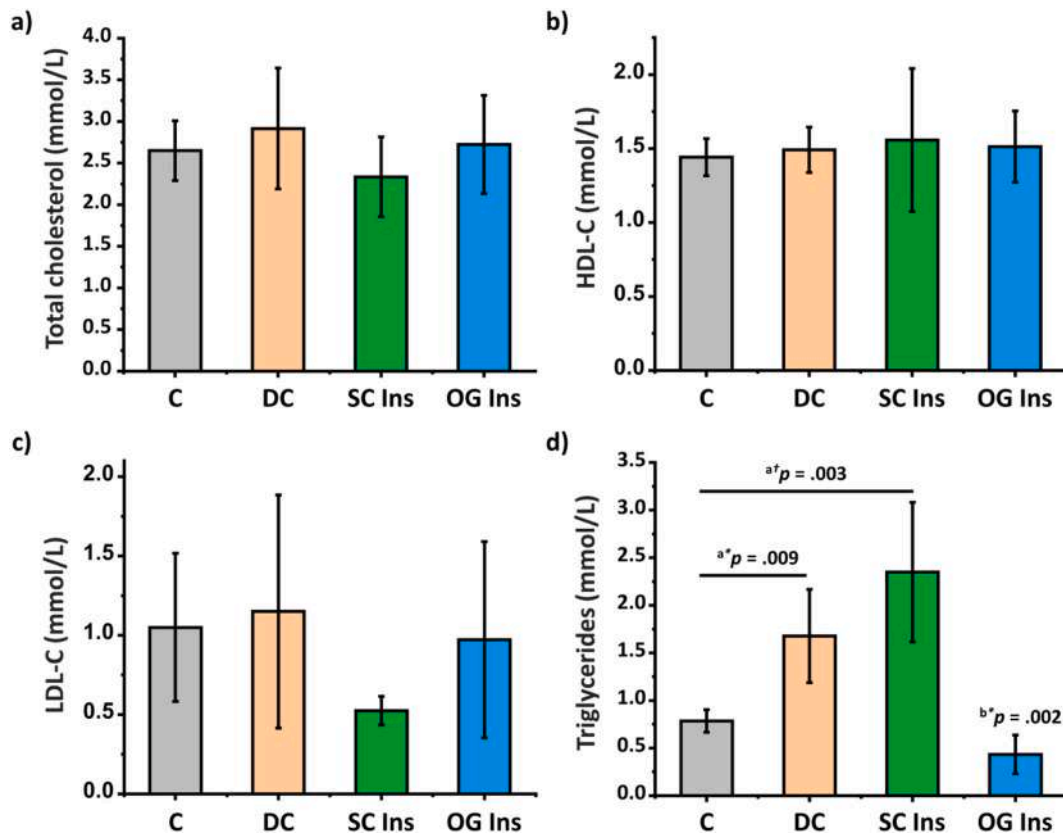 a)
Total cholesterol (mmol/L)
4.0
3.5
3.0
2.5
2.0
1.5
1.0
0.5
0.0
C DC SC Ins OG Ins
b)
HDL-C (mmol/L)
2.0
1.5
1.0
0.5
0.0
C DC SC Ins OG Ins
c)
LDL-C (mmol/L)
2.0
1.5
1.0
0.5
0.0
C DC SC Ins OG Ins
d)
Triglycerides (mmol/L)
3.5
3.0
2.5
2.0
1.5
1.0
0.5
0.0
a†p = .003
a*p = .009
b*p = .002
C DC SC Ins OG Ins